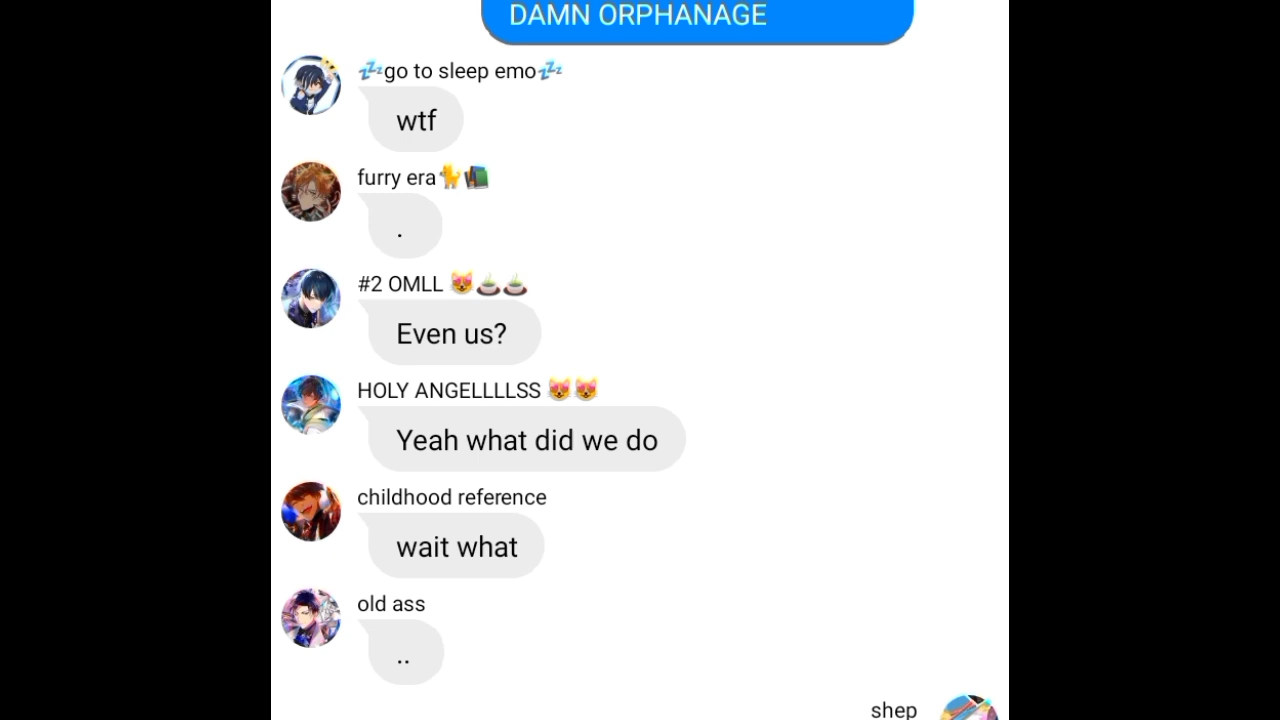 DAMN ORPHANAGE
💤go to sleep emo💤
wtf
furry era🐈📚
.
#2 OMLL 😻🍵🍵
Even us?
HOLY ANGELLLLSS 😻😻
Yeah what did we do
childhood reference
wait what
old ass
..
shep